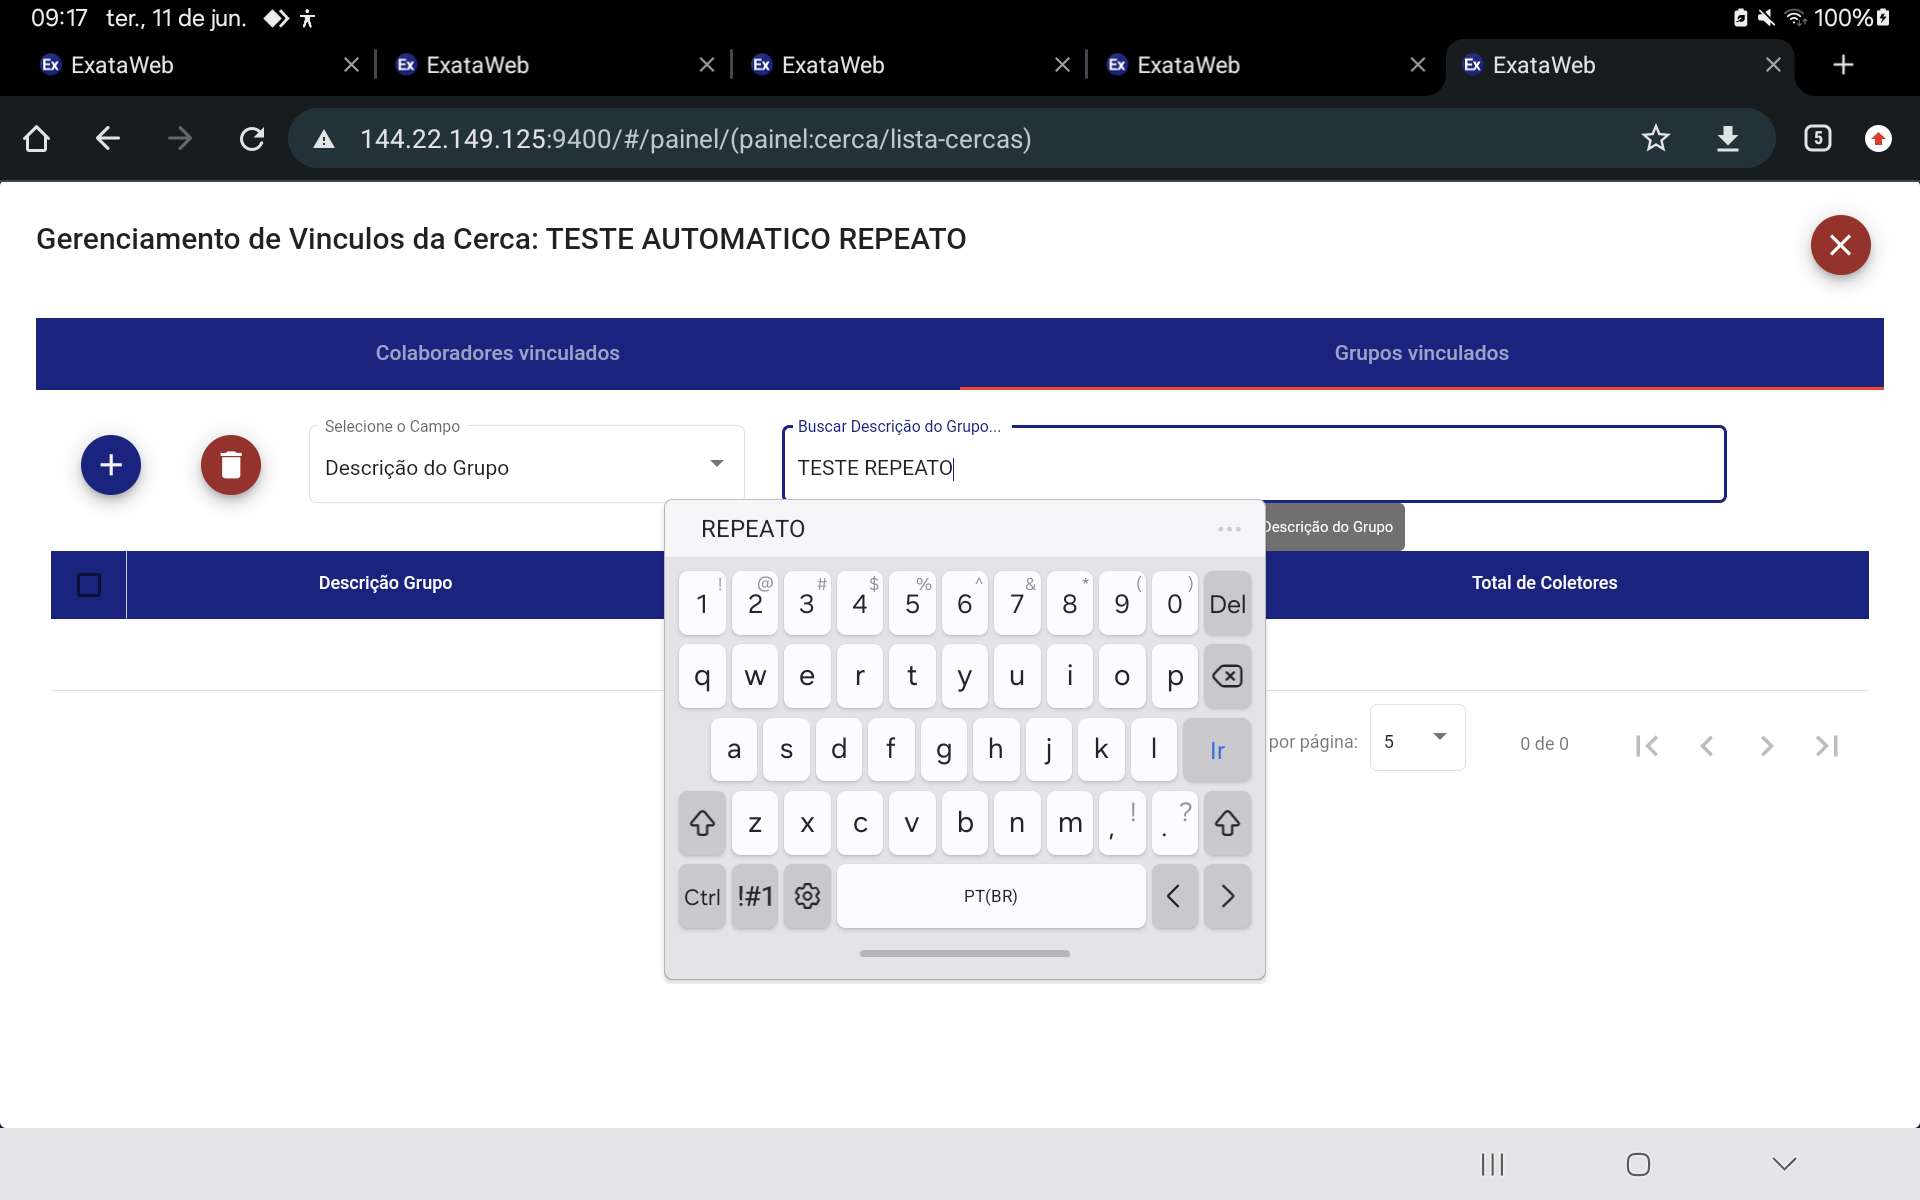 09:17 ter., 11 de jun. 100%
Ex ExataWeb Ex ExataWeb Ex ExataWeb Ex ExataWeb Ex ExataWeb
144.22.149.125:9400/#/painel/(painel:cerca/lista-cercas) 5
Gerenciamento de Vinculos da Cerca: TESTE AUTOMATICO REPEATO
Colaboradores vinculados Grupos vinculados
Selecione o Campo Buscar Descrição do Grupo...
Descrição do Grupo TESTE REPEATO
REPEATO ... Descrição do Grupo
Descrição Grupo Total de Coletores
! @ # $ % ^ & * ( )
1 2 3 4 5 6 7 8 9 0 Del
q w e r t y u i o p
a s d f g h j k l Ir
por página: 5 0 de 0
z x c v b n m , ! . ?
Ctrl !#1 PT(BR) < >